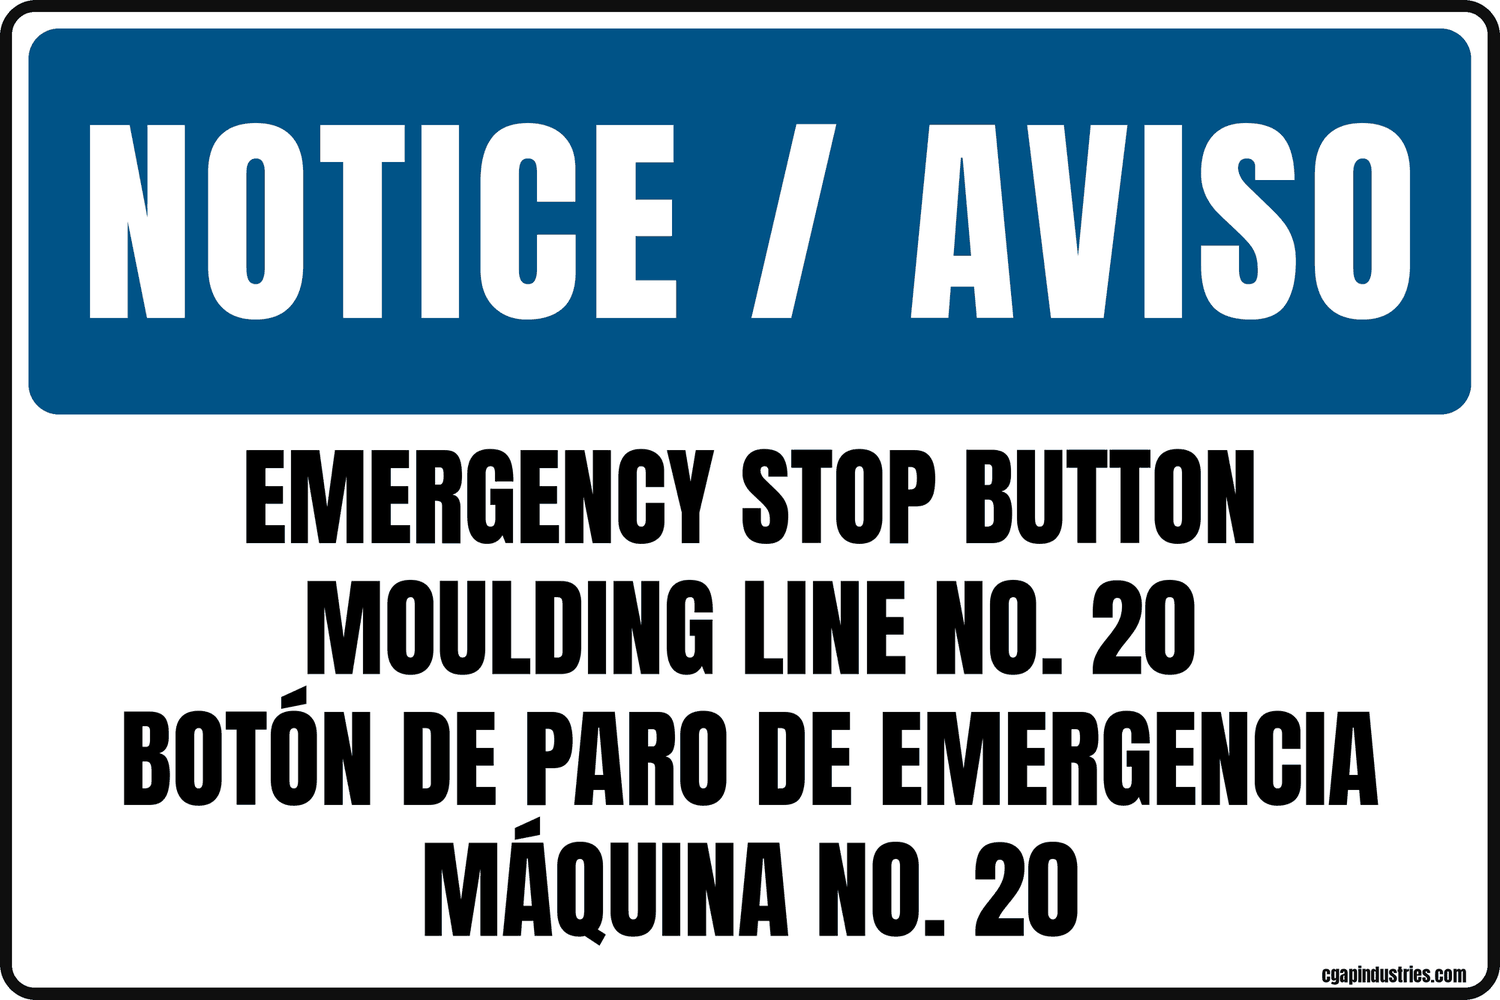 NOTICE / AVISO
EMERGENCY STOP BUTTON
MOULDING LINE NO. 20
BOTÓN DE PARO DE EMERGENCIA
MÁQUINA NO. 20
cgapindustries.com